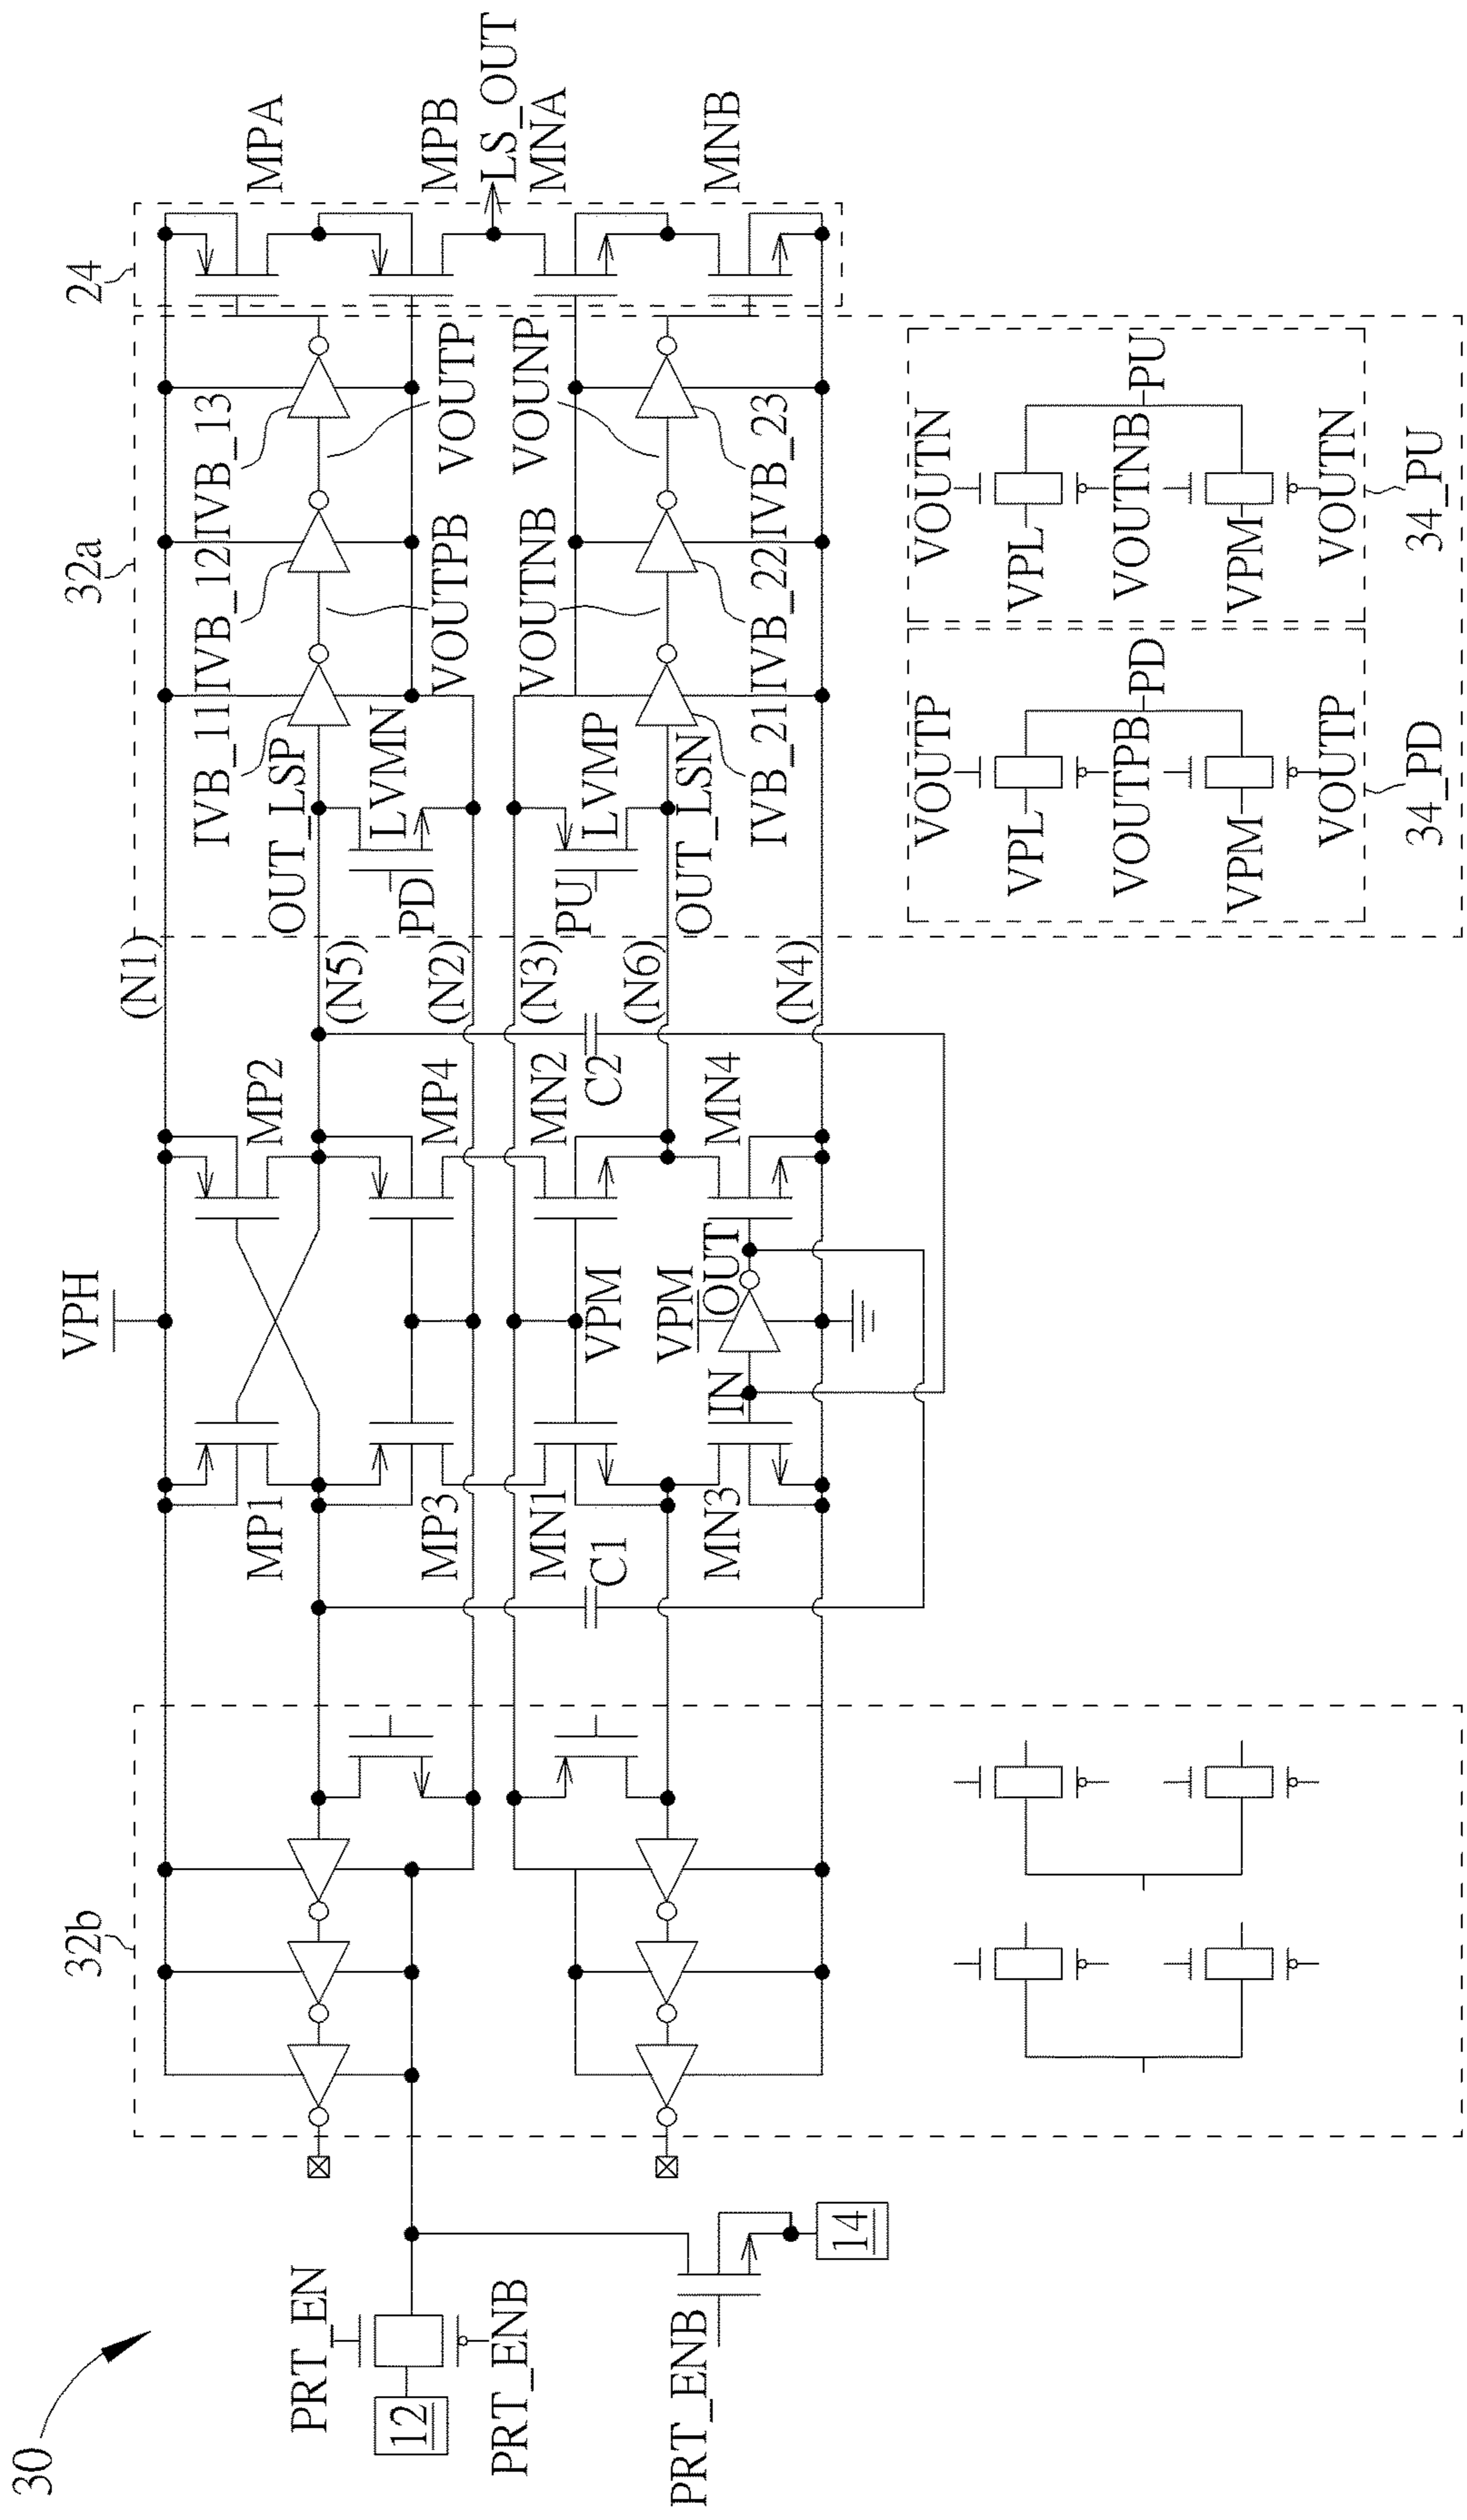 30
PRT_EN
12
PRT_ENB
PRT_ENB
14
32b
VPH
MP1
MP2
MP3
MP4
MN1
MN2
C1
C2
VPM
VPM
MN3
MN4
IN
OUT
(N1)
(N5)
(N2)
(N3)
(N6)
(N4)
32a
OUT_LSP
IVB_11
IVB_12
IVB_13
LVMN
PD
VOUTPB
VOUTP
PU
LVMP
VOUTNB
VOUNP
OUT_LSN
IVB_21
IVB_22
IVB_23
24
MPA
MPB
LS_OUT
MNA
MNB
VOUTP
VPL
PD
VOUTPB
VPM
VOUTP
34_PD
VOUTN
VPL
PU
VOUTNB
VPM
VOUTN
34_PU